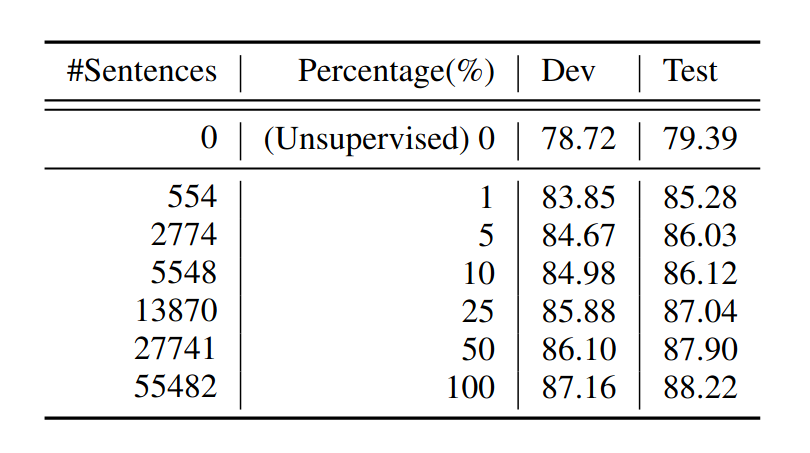 #Sentences Percentage(%) Dev Test
0 (Unsupervised) 0 78.72 79.39
554 1 83.85 85.28
2774 5 84.67 86.03
5548 10 84.98 86.12
13870 25 85.88 87.04
27741 50 86.10 87.90
55482 100 87.16 88.22